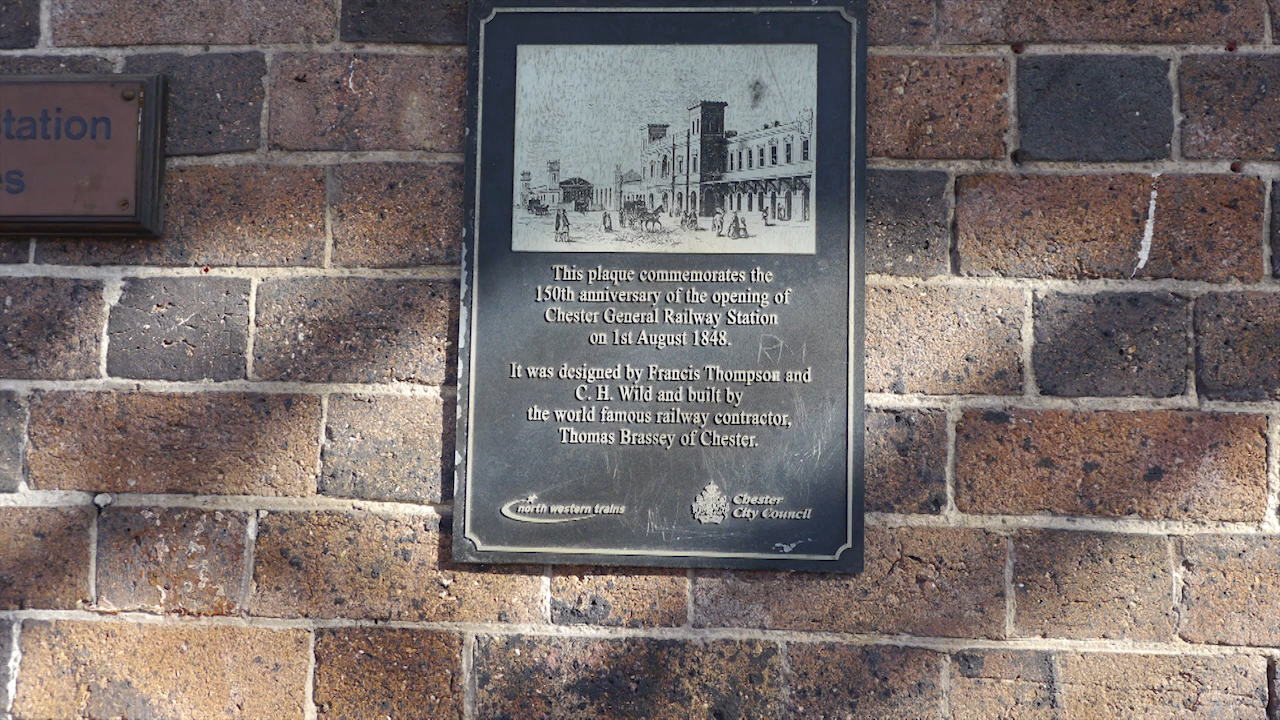 tation
es
This plaque commemorates the
150th anniversary of the opening of
Chester General Railway Station
on 1st August 1848.
It was designed by Francis Thompson and
C. H. Wild and built by
the world famous railway contractor,
Thomas Brassey of Chester.
north western trains
Chester
City Council
RM